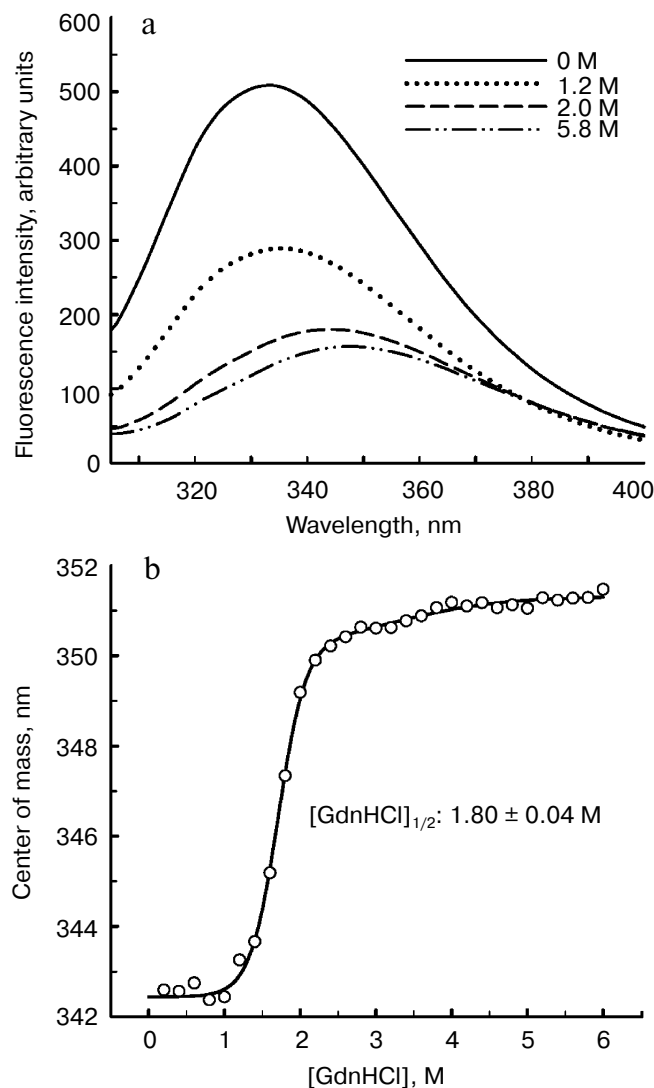 a
600
500
400
300
200
100
0
0 M
1.2 M
2.0 M
5.8 M
Fluorescence intensity, arbitrary units
320 340 360 380 400
Wavelength, nm
b
352
350
348
346
344
342
Center of mass, nm
[GdnHCl]1/2: 1.80 ± 0.04 M
0 1 2 3 4 5 6
[GdnHCl], M